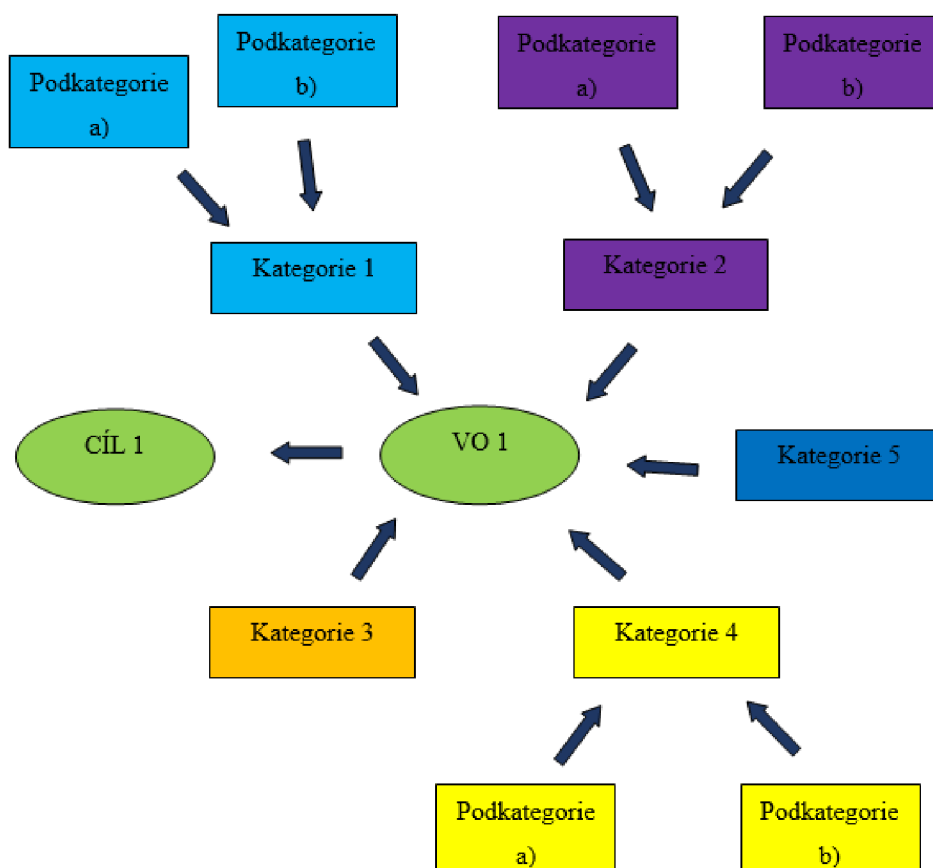 Podkategorie
a)
Podkategorie
b)
Podkategorie
a)
Podkategorie
b)
Kategorie 1
Kategorie 2
CÍL 1
VO 1
Kategorie 5
Kategorie 3
Kategorie 4
Podkategorie
a)
Podkategorie
b)